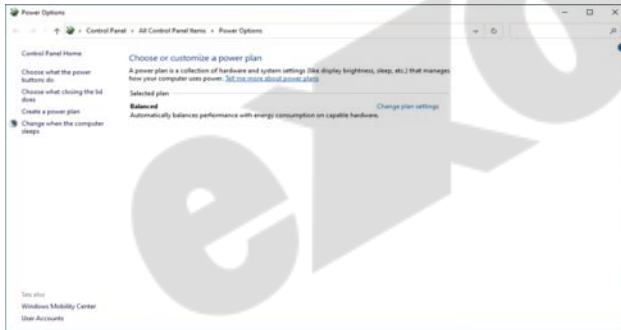 Power Options
Control Panel > All Control Panel Items > Power Options
Control Panel Home
Choose what the power
buttons do
Choose what closing the lid
does
Create a power plan
Change when the computer
sleeps
Choose or customize a power plan
A power plan is a collection of hardware and system settings (like display brightness, sleep, etc.) that manages
how your computer uses power. Tell me more about power plans
Selected plan
Balanced
Change plan settings
Automatically balances performance with energy consumption on capable hardware.
See also
Windows Mobility Center
User Accounts
exo